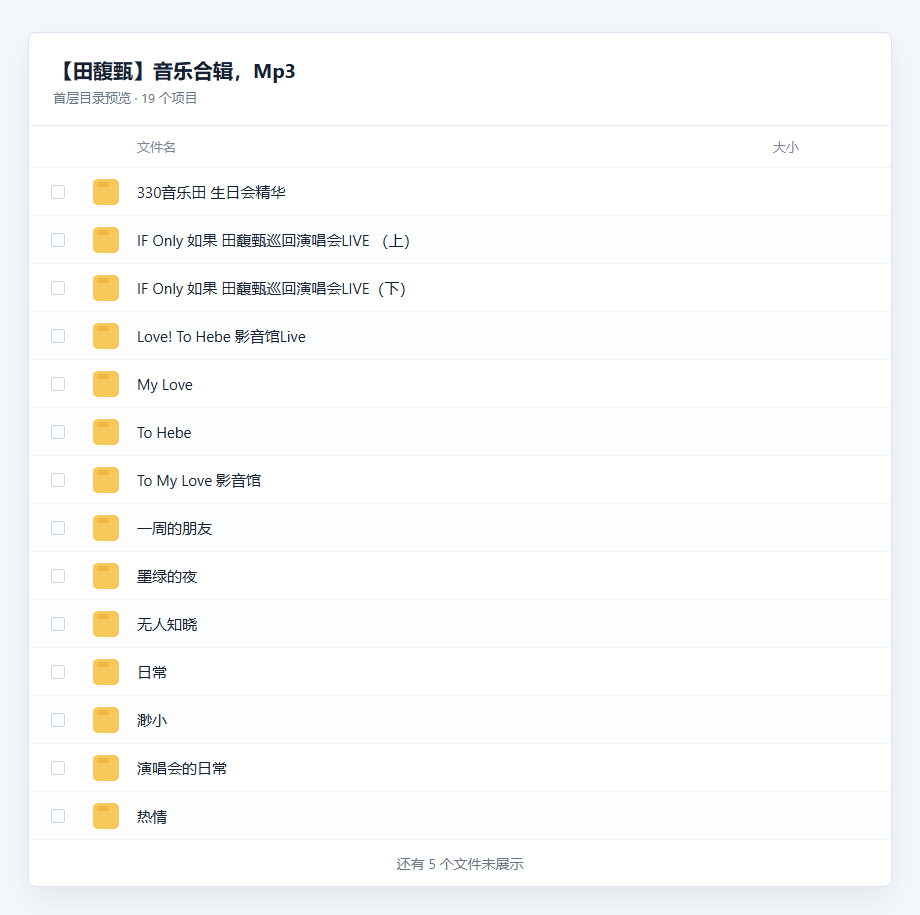 【田馥甄】音乐合辑，Mp3
首层目录预览 · 19 个项目
文件名 大小
330音乐田 生日会精华
IF Only 如果 田馥甄巡回演唱会LIVE （上）
IF Only 如果 田馥甄巡回演唱会LIVE（下）
Love! To Hebe 影音馆Live
My Love
To Hebe
To My Love 影音馆
一周的朋友
墨绿的夜
无人知晓
日常
渺小
演唱会的日常
热情
还有 5 个文件未展示